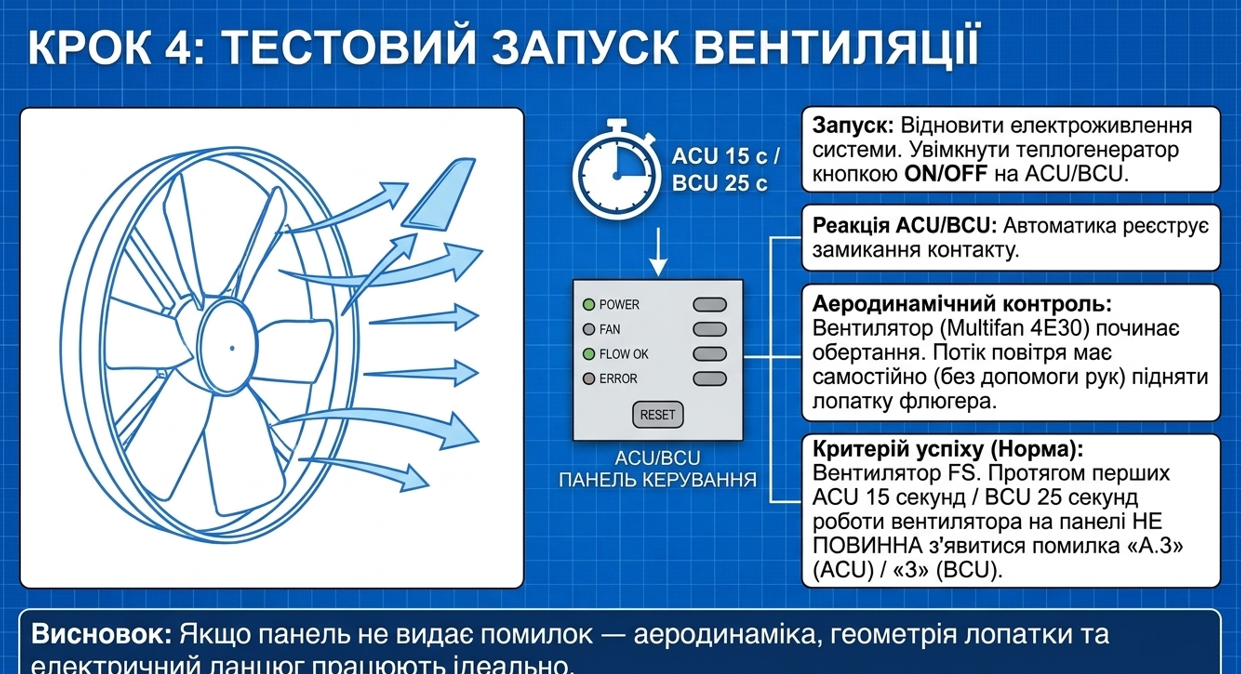 КРОК 4: ТЕСТОВИЙ ЗАПУСК ВЕНТИЛЯЦІЇ
ACU 15 с /
BCU 25 с
POWER
FAN
FLOW OK
ERROR
RESET
ACU/BCU
ПАНЕЛЬ КЕРУВАННЯ
Запуск: Відновити електроживлення
системи. Увімкнути теплогенератор
кнопкою ON/OFF на ACU/BCU.
Реакція ACU/BCU: Автоматика реєструє
замикання контакту.
Аеродинамічний контроль:
Вентилятор (Multifan 4E30) починає
обертання. Потік повітря має
самостійно (без допомоги рук) підняти
лопатку флюгера.
Критерій успіху (Норма):
Вентилятор FS. Протягом перших
ACU 15 секунд / BCU 25 секунд
роботи вентилятора на панелі НЕ
ПОВИННА з'явитися помилка «А.3»
(ACU) / «3» (BCU).
Висновок: Якщо панель не видає помилок — аеродинаміка, геометрія лопатки та
електричний ланцюг працюють ідеально.